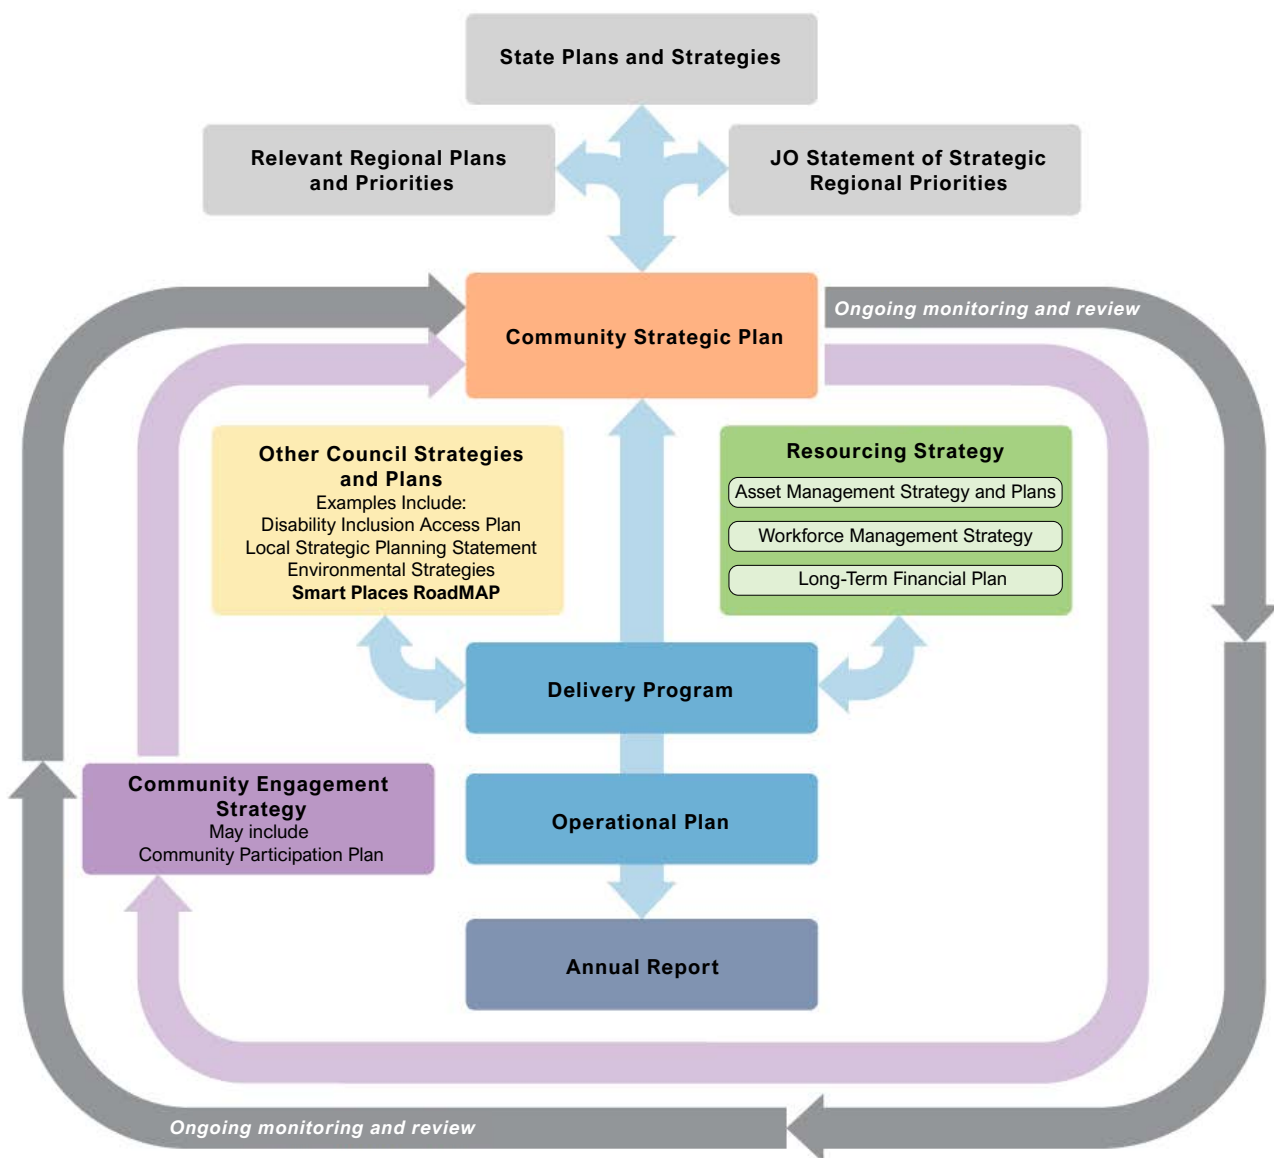 State Plans and Strategies
Relevant Regional Plans
and Priorities
JO Statement of Strategic
Regional Priorities
Community Strategic Plan
Ongoing monitoring and review
Other Council Strategies
and Plans
Examples Include:
Disability Inclusion Access Plan
Local Strategic Planning Statement
Environmental Strategies
Smart Places RoadMAP
Resourcing Strategy
Asset Management Strategy and Plans
Workforce Management Strategy
Long-Term Financial Plan
Delivery Program
Community Engagement
Strategy
May include
Community Participation Plan
Operational Plan
Annual Report
Ongoing monitoring and review